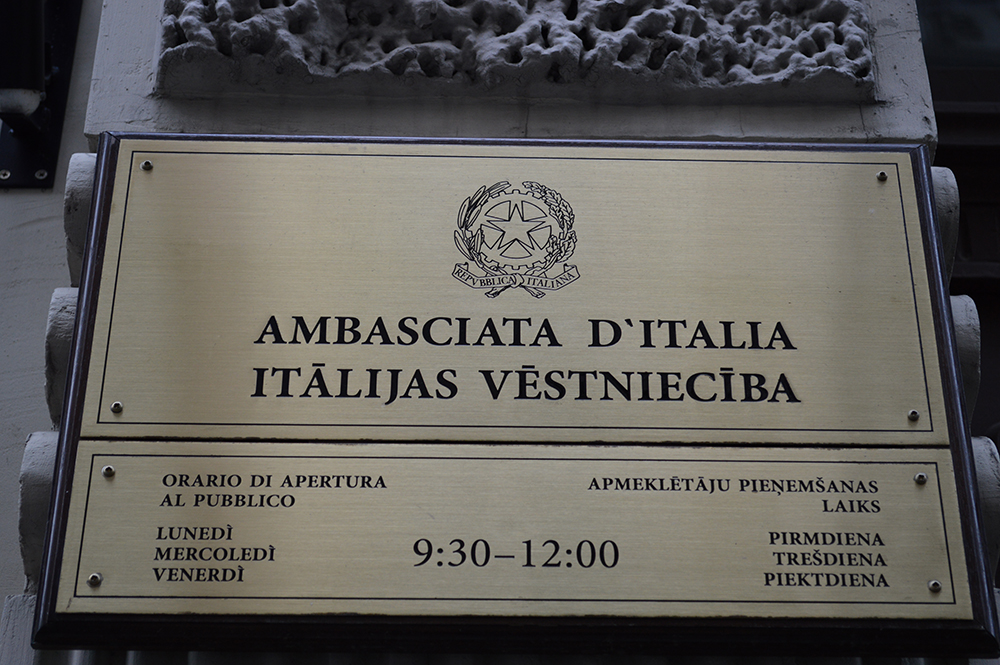 REPVBBLICA ITALIANA
AMBASCIATA D`ITALIA
ITĀLIJAS VĒSTNIECĪBA
ORARIO DI APERTURA
AL PUBBLICO
LUNEDÌ
MERCOLEDÌ
VENERDÌ
9:30–12:00
APMEKLĒTĀJU PIEŅEMŠANAS
LAIKS
PIRMDIENA
TREŠDIENA
PIEKTDIENA